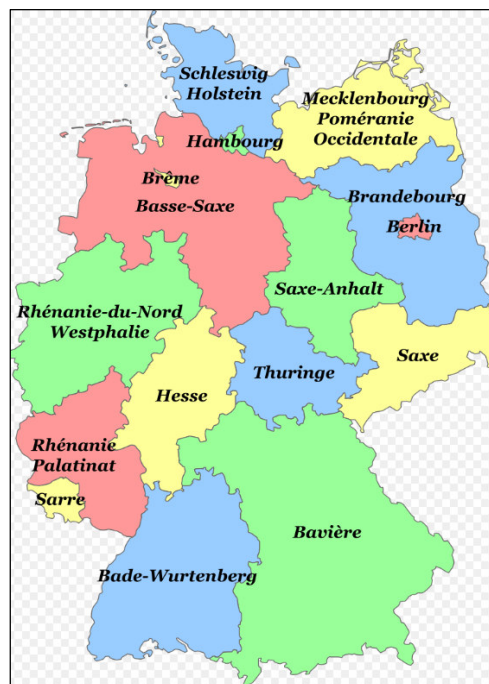 Schleswig
Holstein
Mecklenbourg
Poméranie
Occidentale
Hambourg
Brême
Basse-Saxe
Brandebourg
Berlin
Saxe-Anhalt
Rhénanie-du-Nord
Westphalie
Saxe
Thuringe
Hesse
Rhénanie
Palatinat
Sarre
Bavière
Bade-Wurtenberg